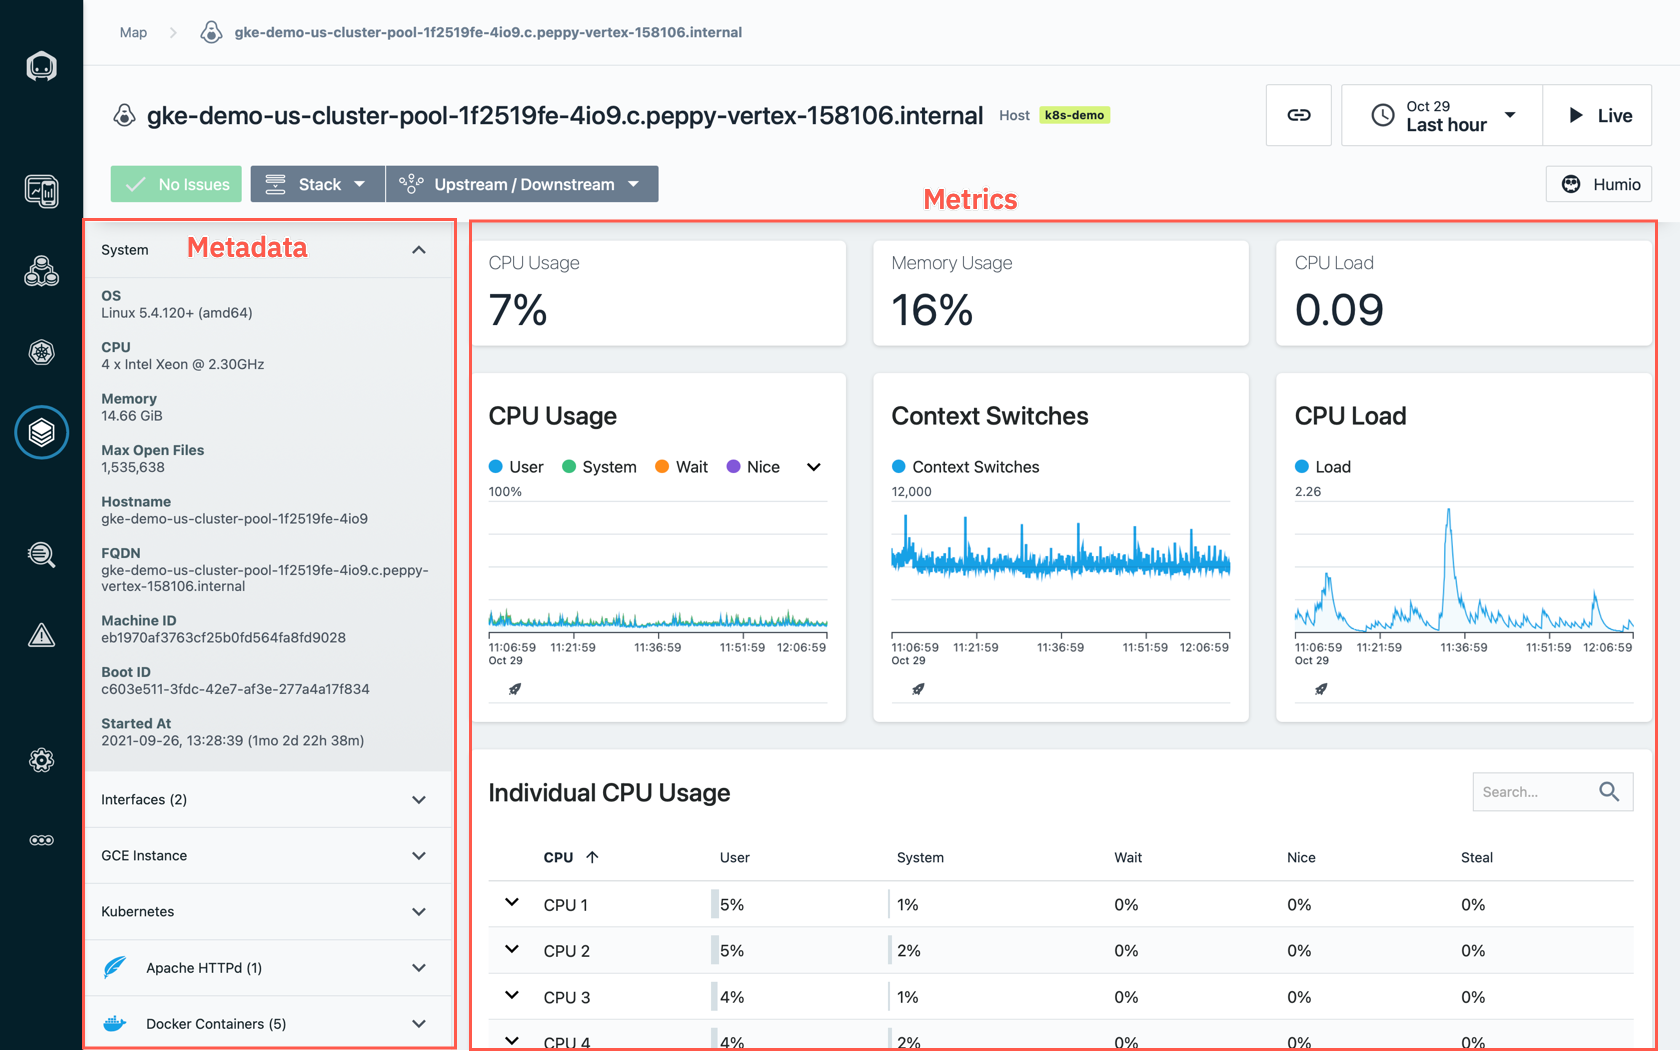 Map
gke-demo-us-cluster-pool-1f2519fe-4io9.c.peppy-vertex-158106.internal
gke-demo-us-cluster-pool-1f2519fe-4io9.c.peppy-vertex-158106.internal Host k8s-demo
Oct 29
Last hour
Live
No Issues
Stack
Upstream / Downstream
Humio
Metadata
Metrics
System
OS
Linux 5.4.120+ (amd64)
CPU
4 x Intel Xeon @ 2.30GHz
Memory
14.66 GiB
Max Open Files
1,535,638
Hostname
gke-demo-us-cluster-pool-1f2519fe-4io9
FQDN
gke-demo-us-cluster-pool-1f2519fe-4io9.c.peppy-
vertex-158106.internal
Machine ID
eb1970af3763cf25b0fd564fa8fd9028
Boot ID
c603e511-3fdc-42e7-af3e-277a4a17f834
Started At
2021-09-26, 13:28:39 (1mo 2d 22h 38m)
Interfaces (2)
GCE Instance
Kubernetes
Apache HTTPd (1)
Docker Containers (5)
CPU Usage
7%
Memory Usage
16%
CPU Load
0.09
CPU Usage
User System Wait Nice
100%
11:06:59 11:21:59 11:36:59 11:51:59 12:06:59
Oct 29
Context Switches
Context Switches
12,000
11:06:59 11:21:59 11:36:59 11:51:59 12:06:59
Oct 29
CPU Load
Load
2.26
11:06:59 11:21:59 11:36:59 11:51:59 12:06:59
Oct 29
Individual CPU Usage
Search...
CPU User System Wait Nice Steal
CPU 1 5% 1% 0% 0% 0%
CPU 2 5% 2% 0% 0% 0%
CPU 3 4% 1% 0% 0% 0%
CPU 4 4% 2% 0% 0% 0%